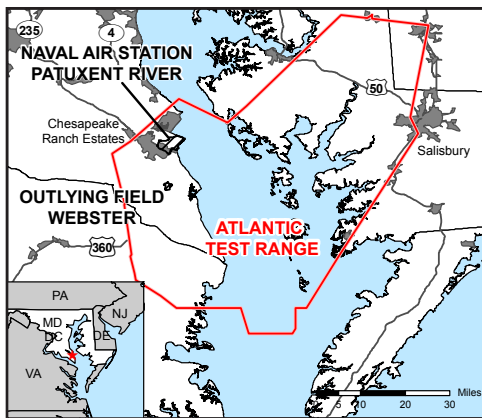 235
4
NAVAL AIR STATION
PATUXENT RIVER
50
Chesapeake
Ranch Estates
Salisbury
OUTLYING FIELD
WEBSTER
ATLANTIC
TEST RANGE
360
PA
NJ
MD
DC
DE
VA
Miles
5 10 20 30